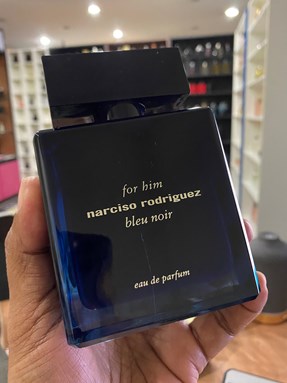 for him
narciso rodriguez
bleu noir
eau de parfum